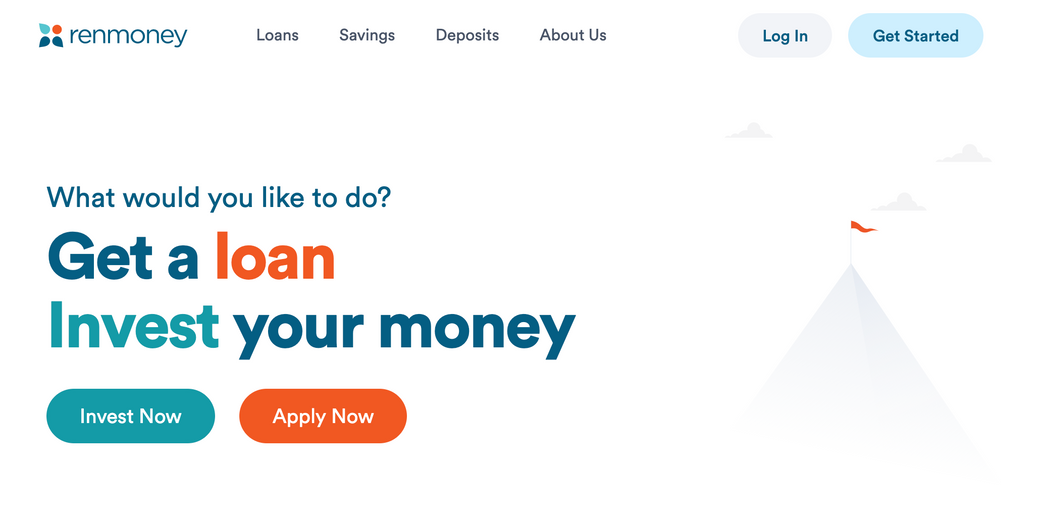 renmoney
Loans
Savings
Deposits
About Us
Log In
Get Started
What would you like to do?
Get a loan
Invest your money
Invest Now
Apply Now